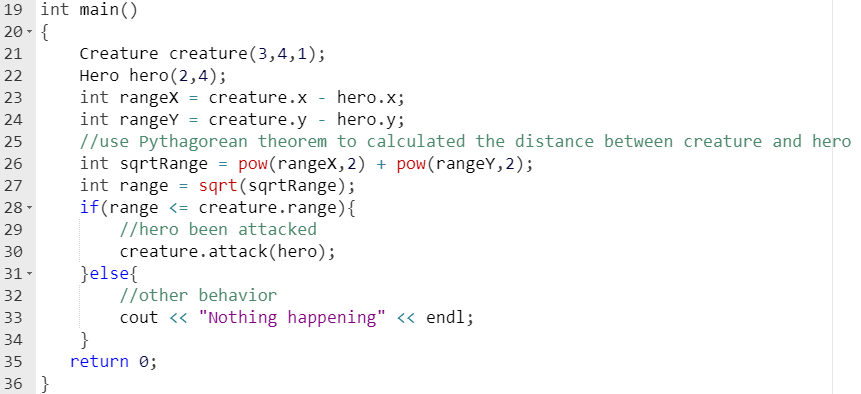 19 int main()
20 {
21 Creature creature(3,4,1);
22 Hero hero(2,4);
23 int rangeX = creature.x - hero.x;
24 int rangeY = creature.y - hero.y;
25 //use Pythagorean theorem to calculated the distance between creature and hero
26 int sqrtRange = pow(rangeX,2) + pow(rangeY,2);
27 int range = sqrt(sqrtRange);
28 if(range <= creature.range){
29 //hero been attacked
30 creature.attack(hero);
31 }else{
32 //other behavior
33 cout << "Nothing happening" << endl;
34 }
35 return 0;
36 }